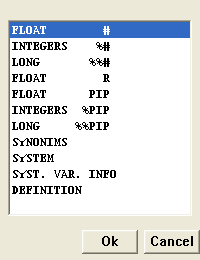 FLOAT #
INTEGERS %#
LONG %%#
FLOAT R
FLOAT PIP
INTEGERS %PIP
LONG %%PIP
SYNONIMS
SYSTEM
SYST. VAR. INFO
DEFINITION
Ok Cancel